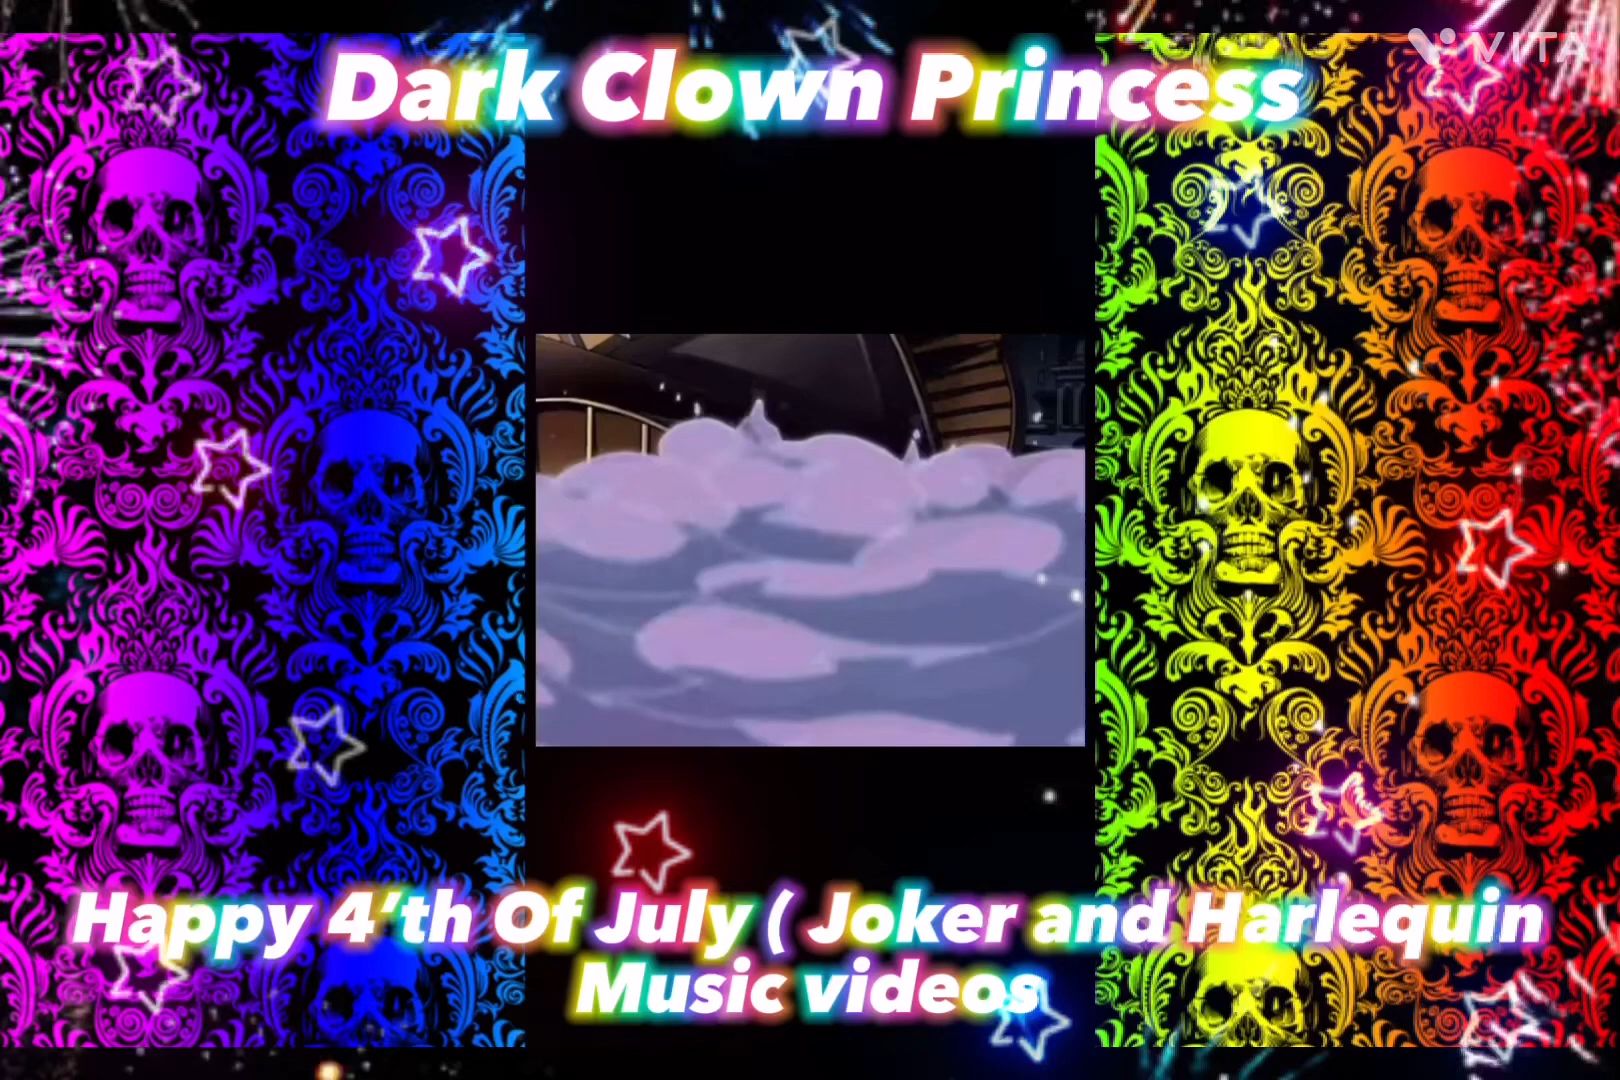 VITA
Dark Clown Princess
Happy 4'th Of July ( Joker and Harlequin
Music videos